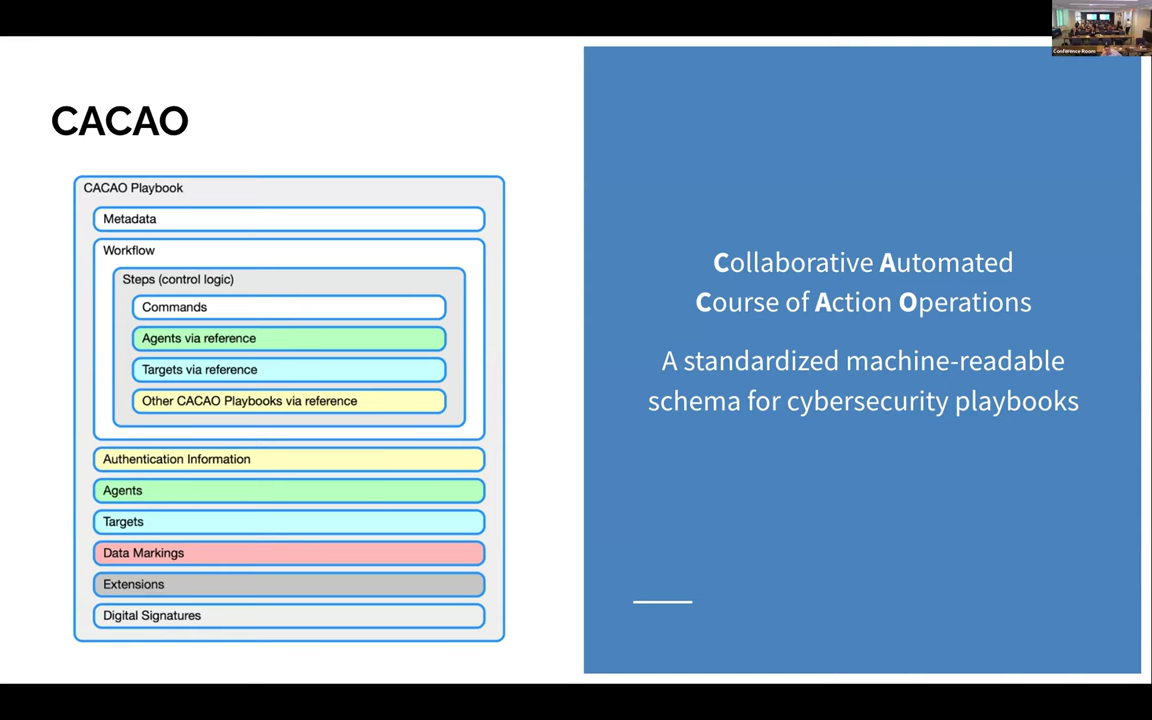 CACAO
CACAO Playbook
Metadata
Workflow
Steps (control logic)
Commands
Agents via reference
Targets via reference
Other CACAO Playbooks via reference
Authentication Information
Agents
Targets
Data Markings
Extensions
Digital Signatures
Collaborative Automated
Course of Action Operations
A standardized machine-readable
schema for cybersecurity playbooks
Conference Room